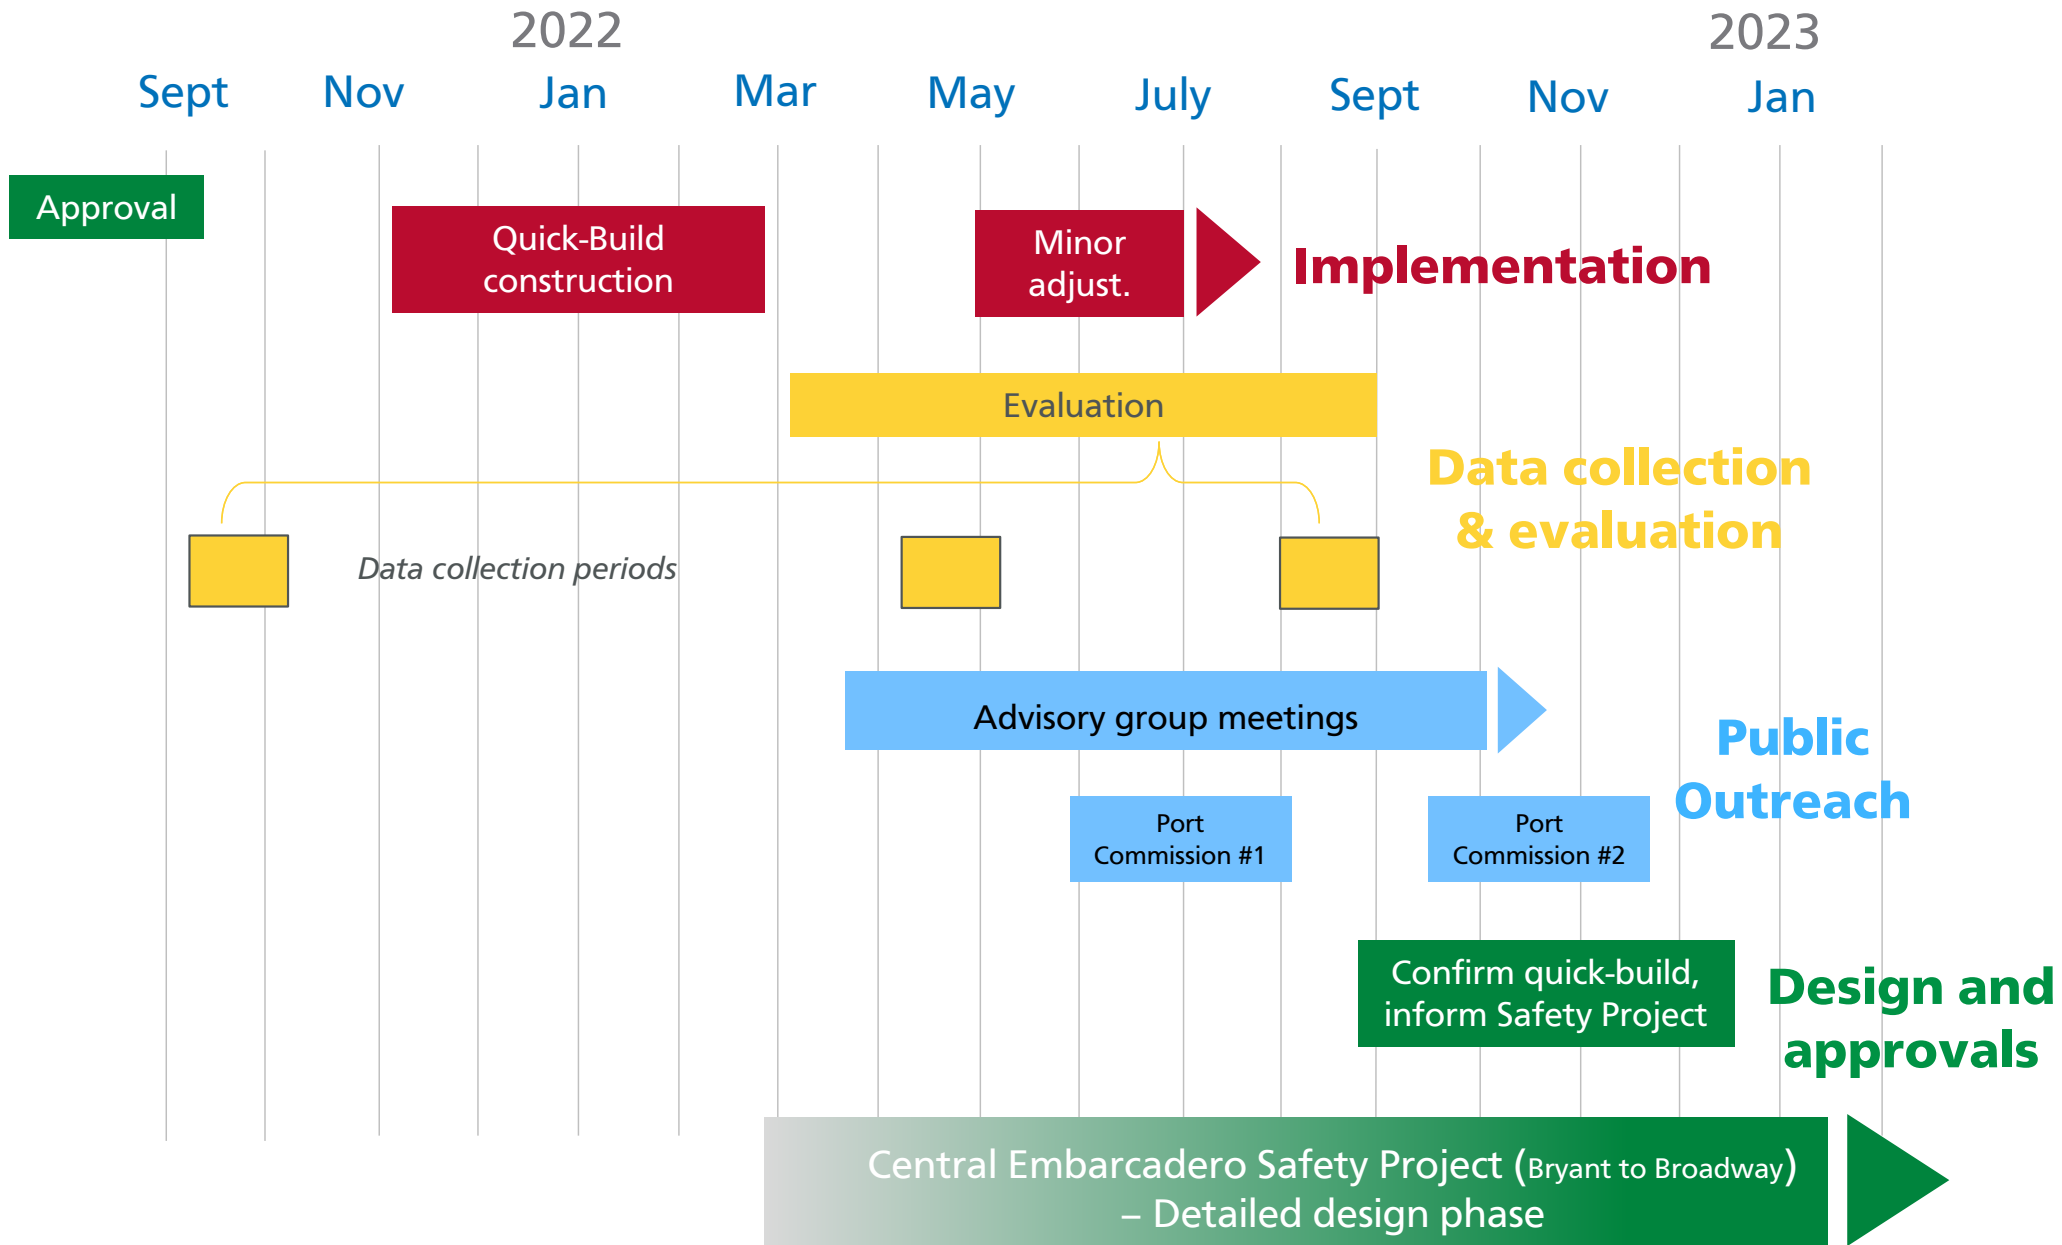 2022
2023
Sept Nov Jan Mar May July Sept Nov Jan
Approval
Quick-Build
construction
Minor
adjust.
Implementation
Evaluation
Data collection
& evaluation
Data collection periods
Advisory group meetings
Public
Outreach
Port
Commission #1
Port
Commission #2
Confirm quick-build,
inform Safety Project
Design and
approvals
Central Embarcadero Safety Project (Bryant to Broadway)
– Detailed design phase